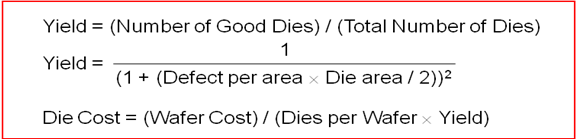 Yield = (Number of Good Dies) / (Total Number of Dies)
Yield = 1
(1 + (Defect per area × Die area / 2))²
Die Cost = (Wafer Cost) / (Dies per Wafer × Yield)